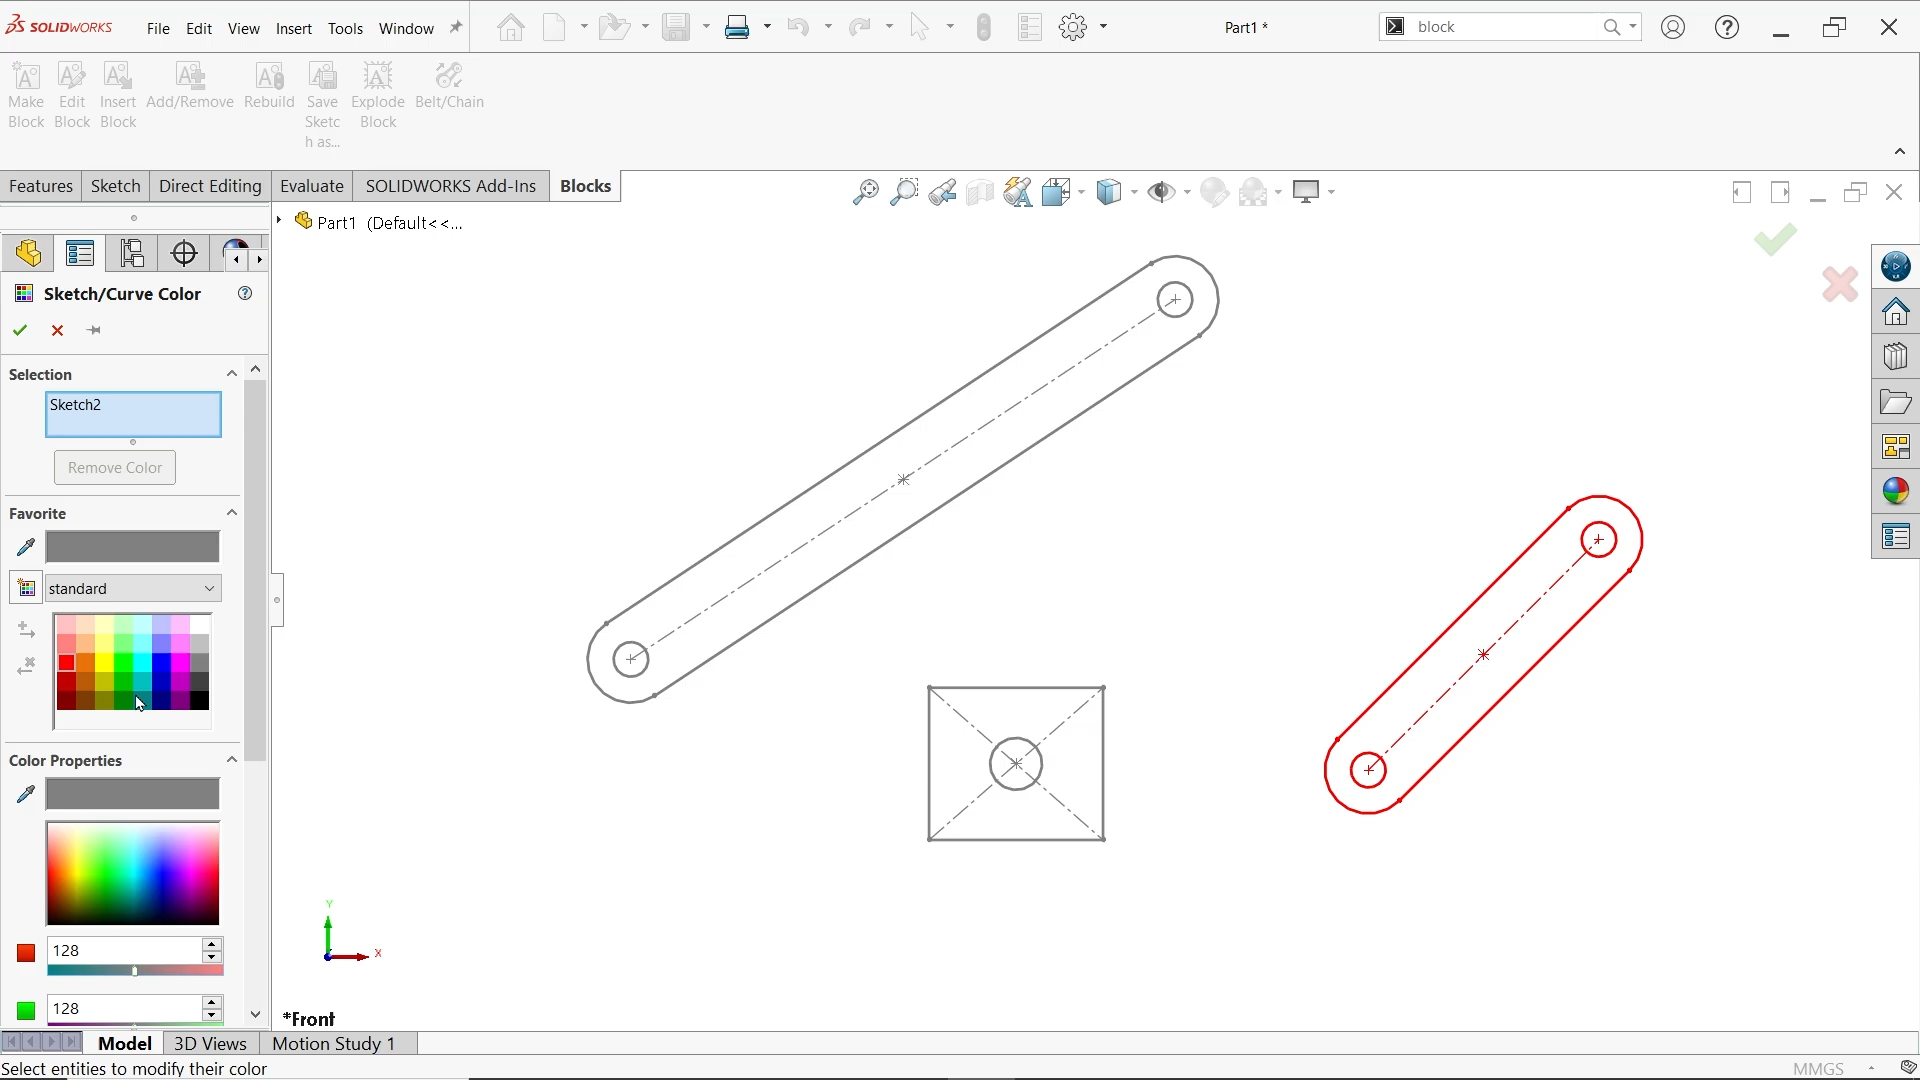 SOLIDWORKS File Edit View Insert Tools Window Part1 * block
Make Block Edit Block Insert Block Add/Remove Rebuild Save Sketc h as... Explode Block Belt/Chain
Features Sketch Direct Editing Evaluate SOLIDWORKS Add-Ins Blocks
Part1 (Default<<...
Sketch/Curve Color
Selection
Sketch2
Remove Color
Favorite
standard
Color Properties
128
128
Y
X
*Front
Model 3D Views Motion Study 1
Select entities to modify their color MMGS